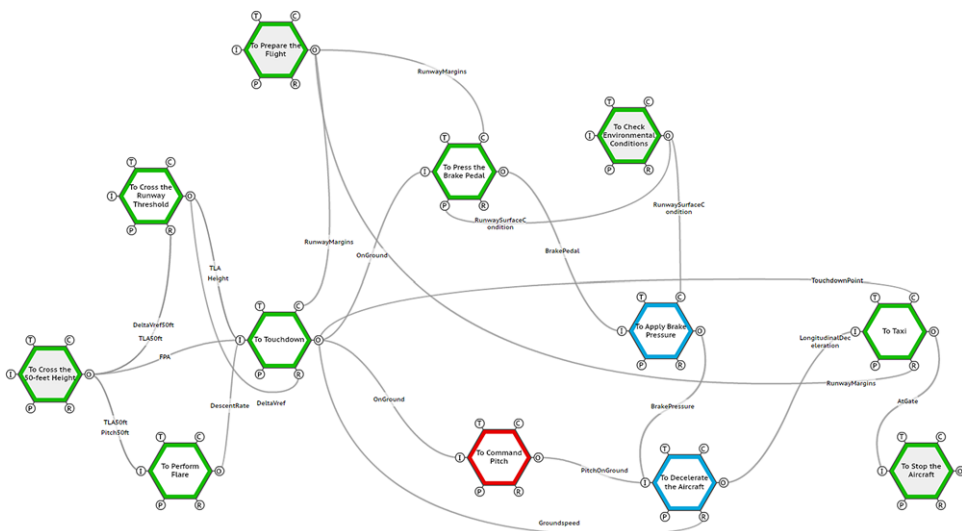 T
C
To Prepare the
Flight
I
O
P
R
RunwayMargins
T
C
To Check
Environmental
Conditions
I
O
P
R
T
C
To Press the
Brake Pedal
I
O
P
R
T
C
To Cross the
Runway
Threshold
I
O
P
R
RunwaySurfaceC
ondition
RunwaySurfaceC
ondition
RunwayMargins
OnGround
BrakePedal
TLA
Height
TouchdownPoint
T
C
To Touchdown
I
O
P
R
T
C
To Apply Brake
Pressure
I
O
P
R
T
C
To Taxi
I
O
P
R
DeltaVref50ft
TLA50ft
LongitudinalDec
eleration
T
C
To Cross the
50-feet Height
I
O
P
R
FPA
RunwayMargins
DescentRate
DeltaVref
OnGround
BrakePressure
AtGate
TLA50ft
Pitch50ft
T
C
To Perform
Flare
I
O
P
R
T
C
To Command
Pitch
I
O
P
R
PitchOnGround
T
C
To Decelerate
the Aircraft
I
O
P
R
T
C
To Stop the
Aircraft
I
O
P
R
Groundspeed